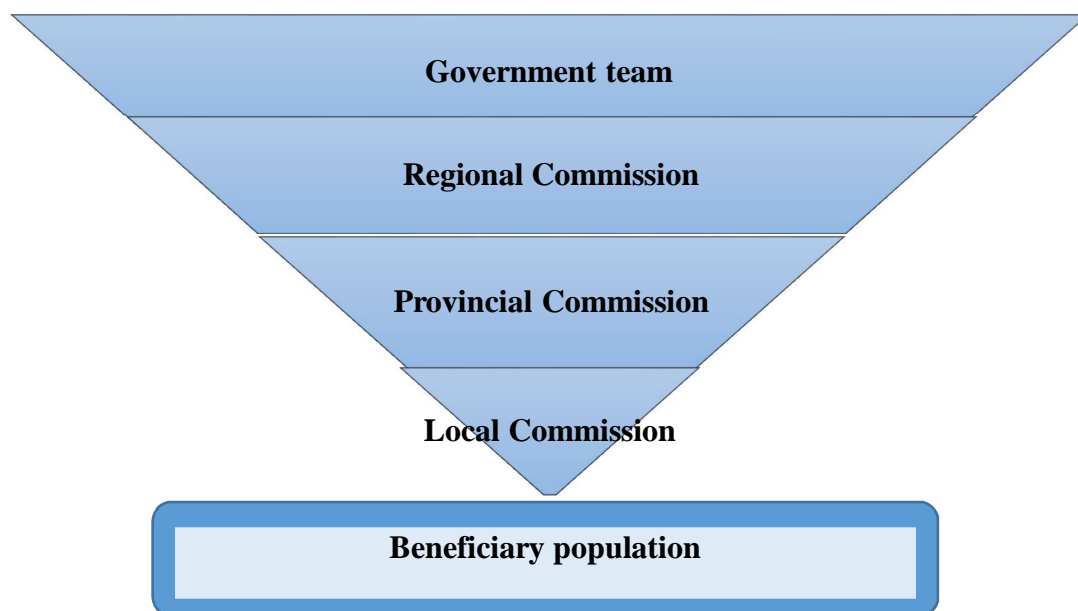 Government team
Regional Commission
Provincial Commission
Local Commission
Beneficiary population